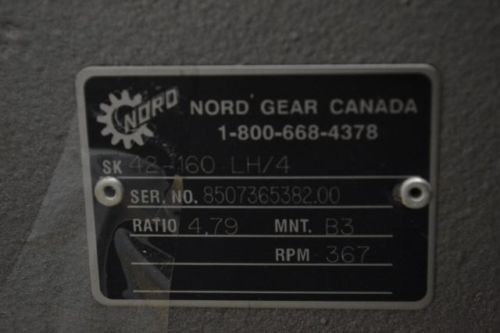 NORD
NORD GEAR CANADA
1-800-668-4378
SK 42-160 LH/4
SER. NO. 8507365382.00
RATIO 4.79 MNT. B3
RPM 367